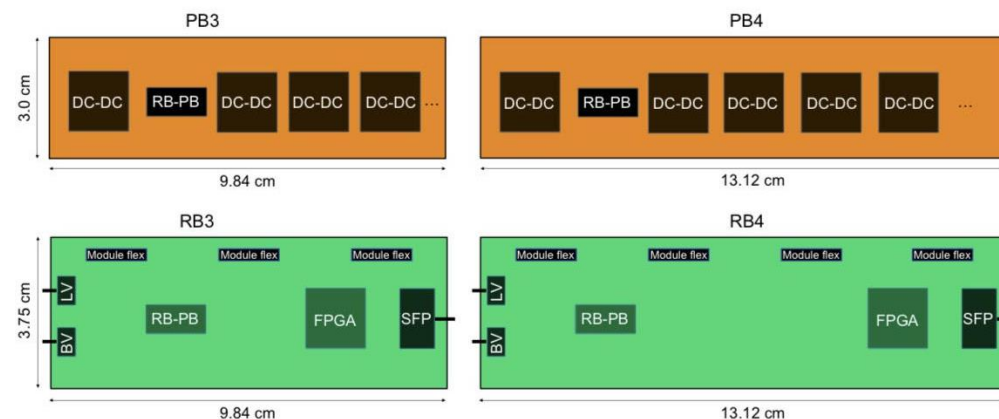 PB3
PB4
3.0 cm
DC-DC
RB-PB
DC-DC
DC-DC
DC-DC
...
DC-DC
RB-PB
DC-DC
DC-DC
DC-DC
DC-DC
...
9.84 cm
13.12 cm
RB3
RB4
3.75 cm
Module flex
Module flex
Module flex
LV
BV
RB-PB
FPGA
SFP
Module flex
Module flex
Module flex
Module flex
LV
BV
RB-PB
FPGA
SFP
9.84 cm
13.12 cm